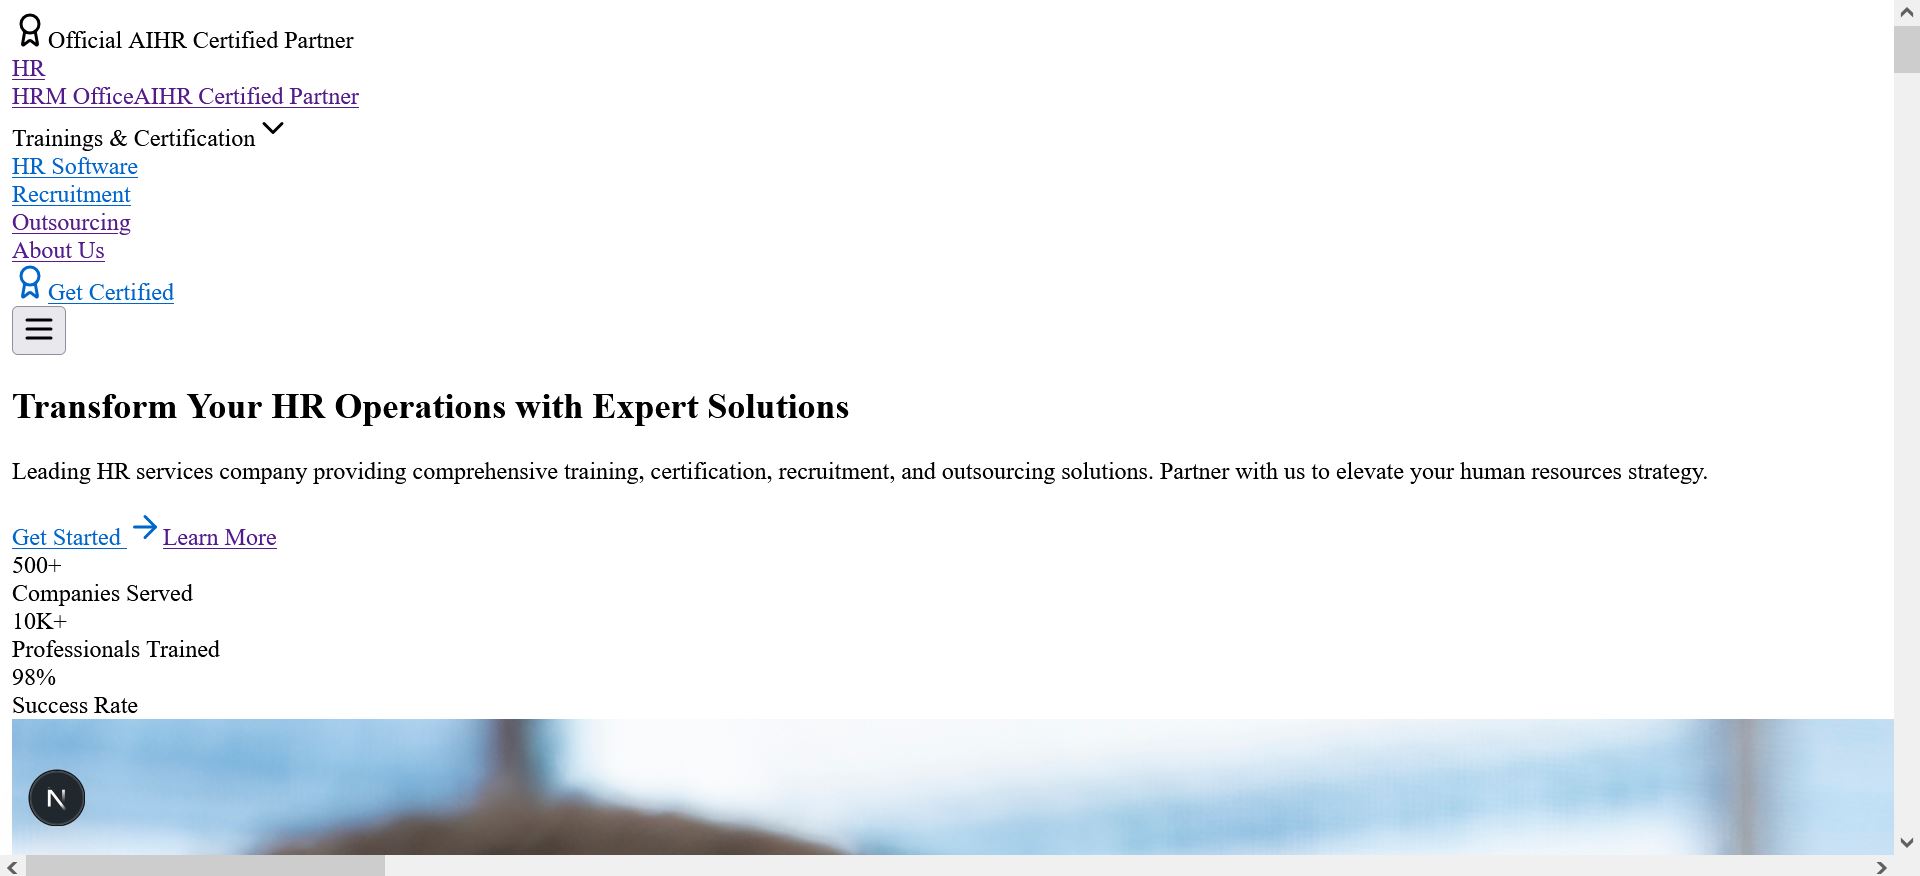 Official AIHR Certified Partner
HR
HRM OfficeAIHR Certified Partner
Trainings & Certification
HR Software
Recruitment
Outsourcing
About Us
Get Certified
Transform Your HR Operations with Expert Solutions
Leading HR services company providing comprehensive training, certification, recruitment, and outsourcing solutions. Partner with us to elevate your human resources strategy.
Get Started Learn More
500+
Companies Served
10K+
Professionals Trained
98%
Success Rate
N